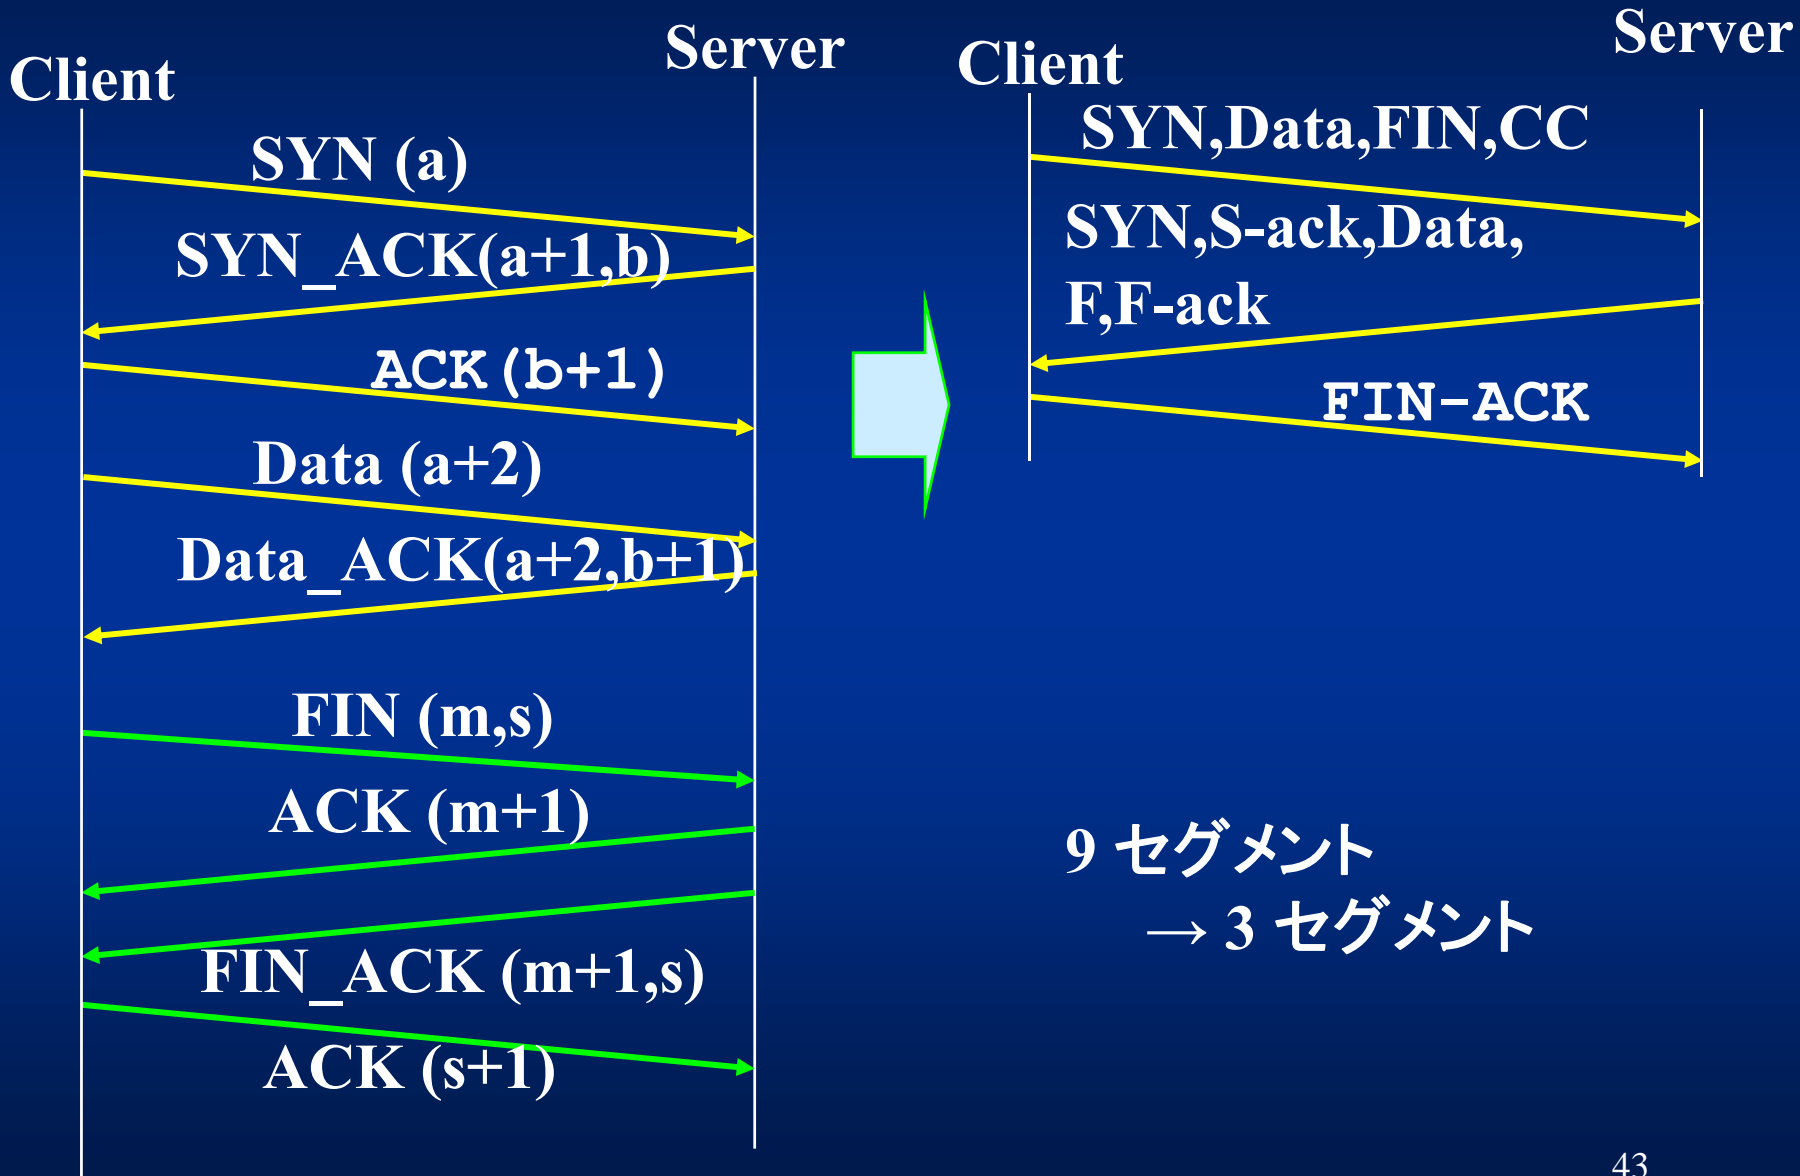 Client
Server
SYN (a)
SYN_ACK(a+1,b)
ACK(b+1)
Data (a+2)
Data_ACK(a+2,b+1)
FIN (m,s)
ACK (m+1)
FIN_ACK (m+1,s)
ACK (s+1)
Client
Server
SYN,Data,FIN,CC
SYN,S-ack,Data,
F,F-ack
FIN-ACK
9 セグメント
→ 3 セグメント
43